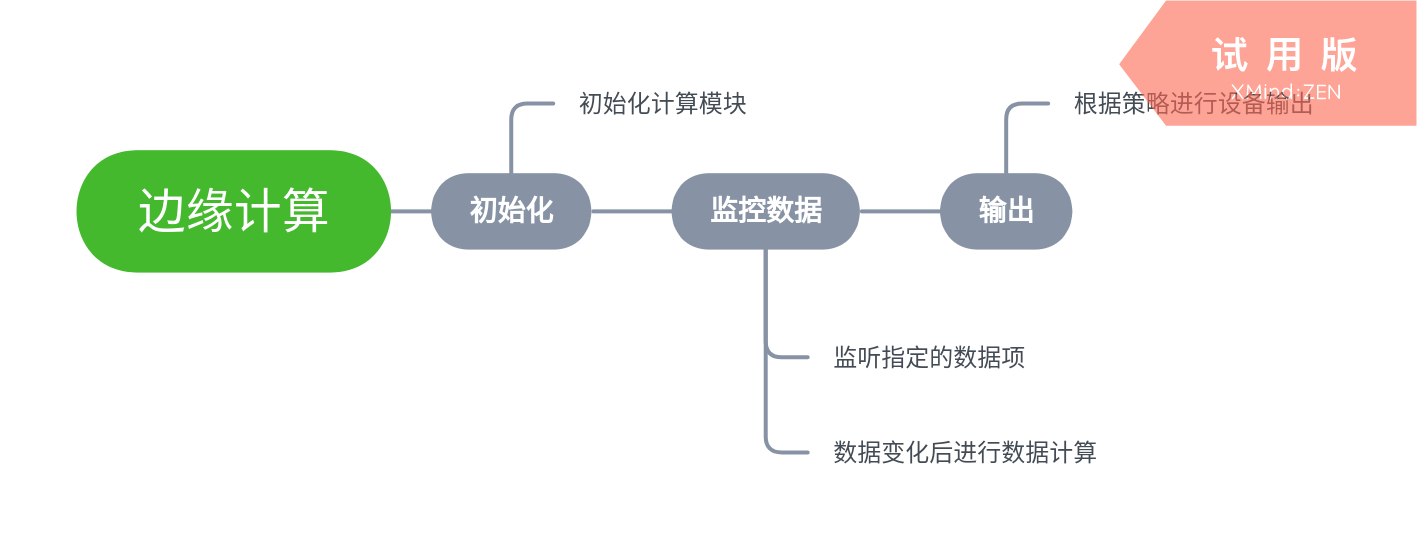 试用版
XMind:ZEN
初始化计算模块
根据策略进行设备输出
边缘计算
初始化
监控数据
输出
监听指定的数据项
数据变化后进行数据计算